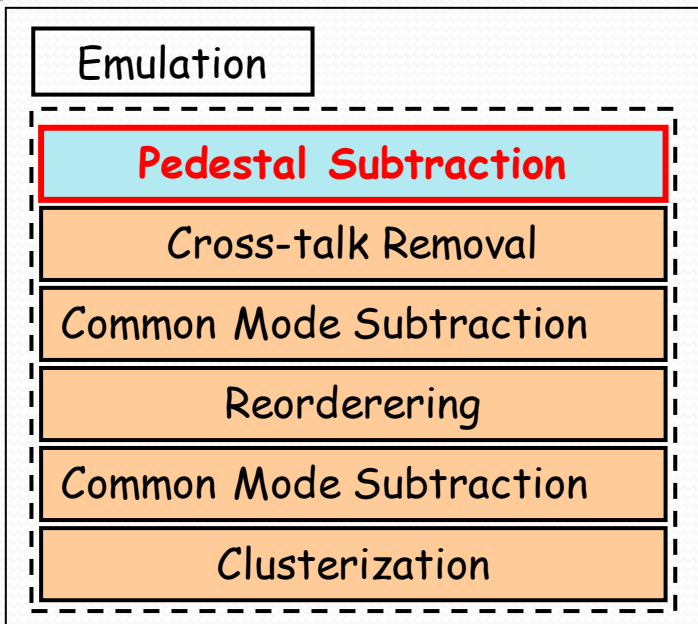 Emulation
Pedestal Subtraction
Cross-talk Removal
Common Mode Subtraction
Reorderering
Common Mode Subtraction
Clusterization